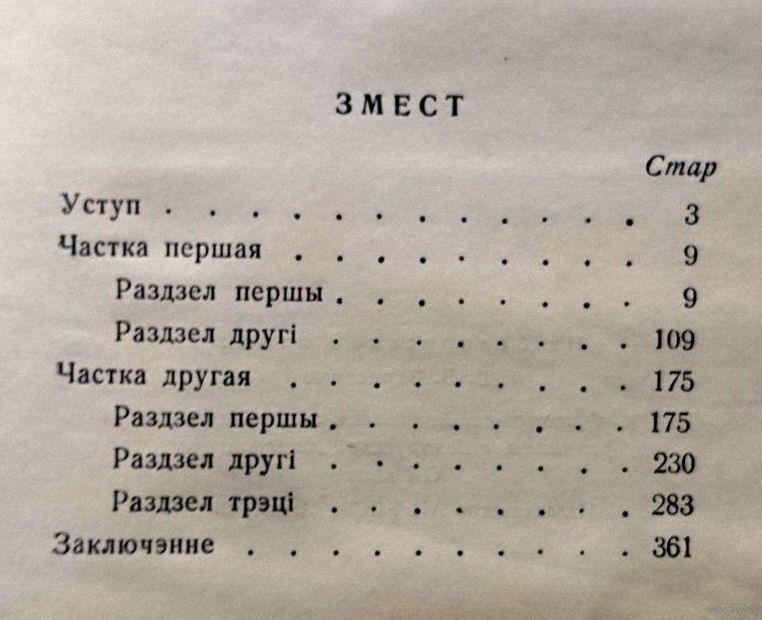 ЗМЕСТ
Стар
Уступ . . . . . . . . . . . . 3
Частка першая . . . . . . . . . 9
Раздзел першы . . . . . . . . 9
Раздзел другі . . . . . . . . 109
Частка другая . . . . . . . . . 175
Раздзел першы . . . . . . . . 175
Раздзел другі . . . . . . . . 230
Раздзел трэці . . . . . . . . 283
Заключэнне . . . . . . . . . . 361